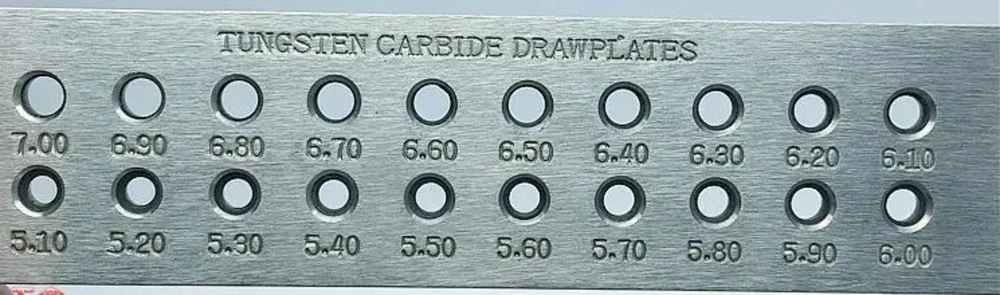 TUNGSTEN CARBIDE DRAWPLATES
7.00 6.90 6.80 6.70 6.60 6.50 6.40 6.30 6.20 6.10
5.10 5.20 5.30 5.40 5.50 5.60 5.70 5.80 5.90 6.00